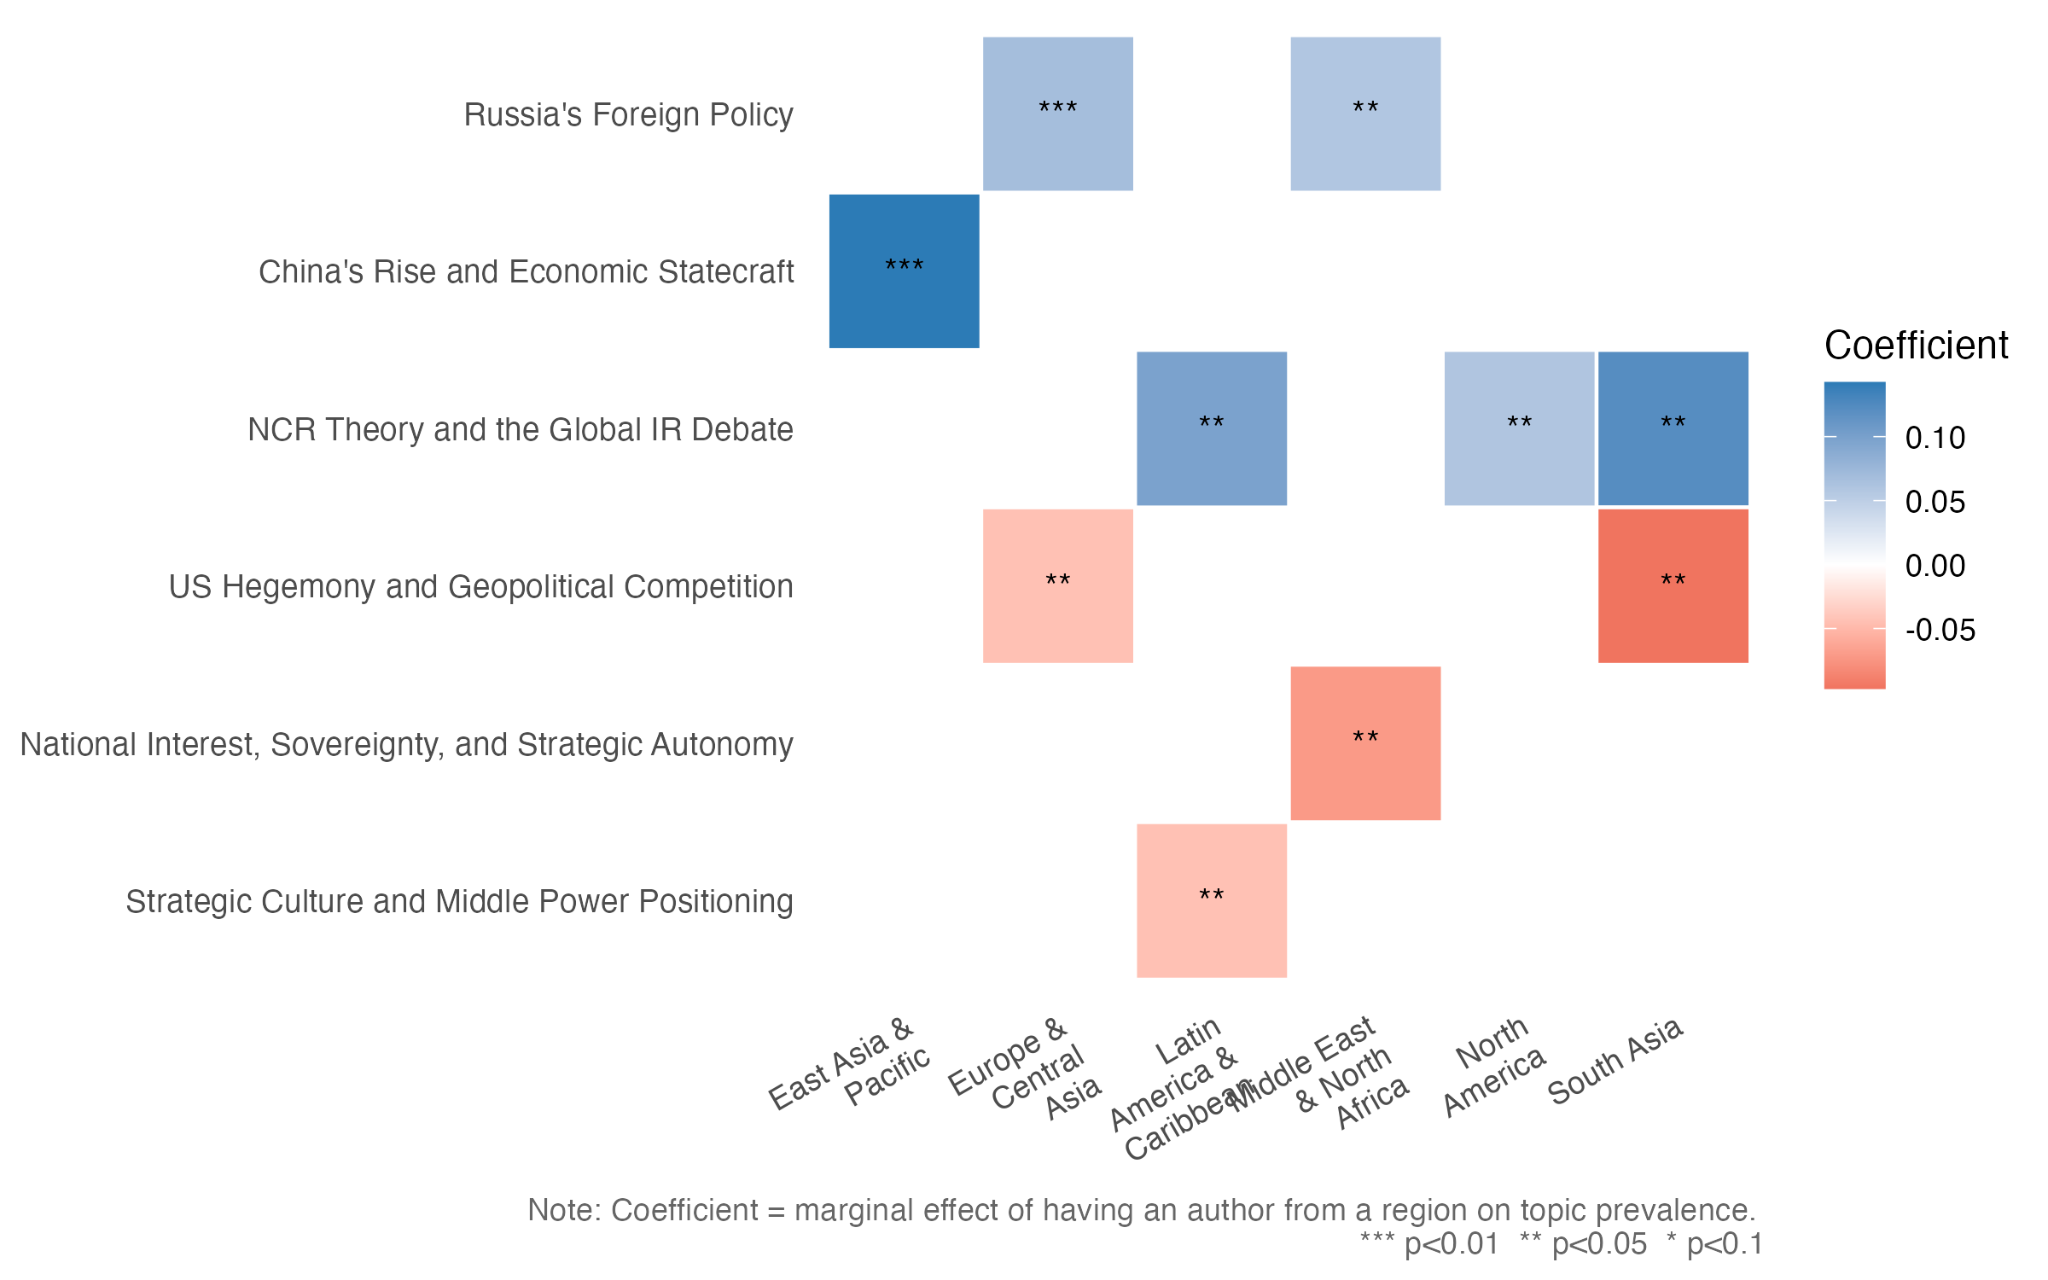 Russia's Foreign Policy
*** **
China's Rise and Economic Statecraft
***
NCR Theory and the Global IR Debate
** ** **
US Hegemony and Geopolitical Competition
** **
National Interest, Sovereignty, and Strategic Autonomy
**
Strategic Culture and Middle Power Positioning
**
Coefficient
0.10
0.05
0.00
-0.05
East Asia &
Pacific
Europe &
Central
Asia
Latin
America &
Caribbean
Middle East
& North
Africa
North
America
South Asia
Note: Coefficient = marginal effect of having an author from a region on topic prevalence.
*** p<0.01 ** p<0.05 * p<0.1